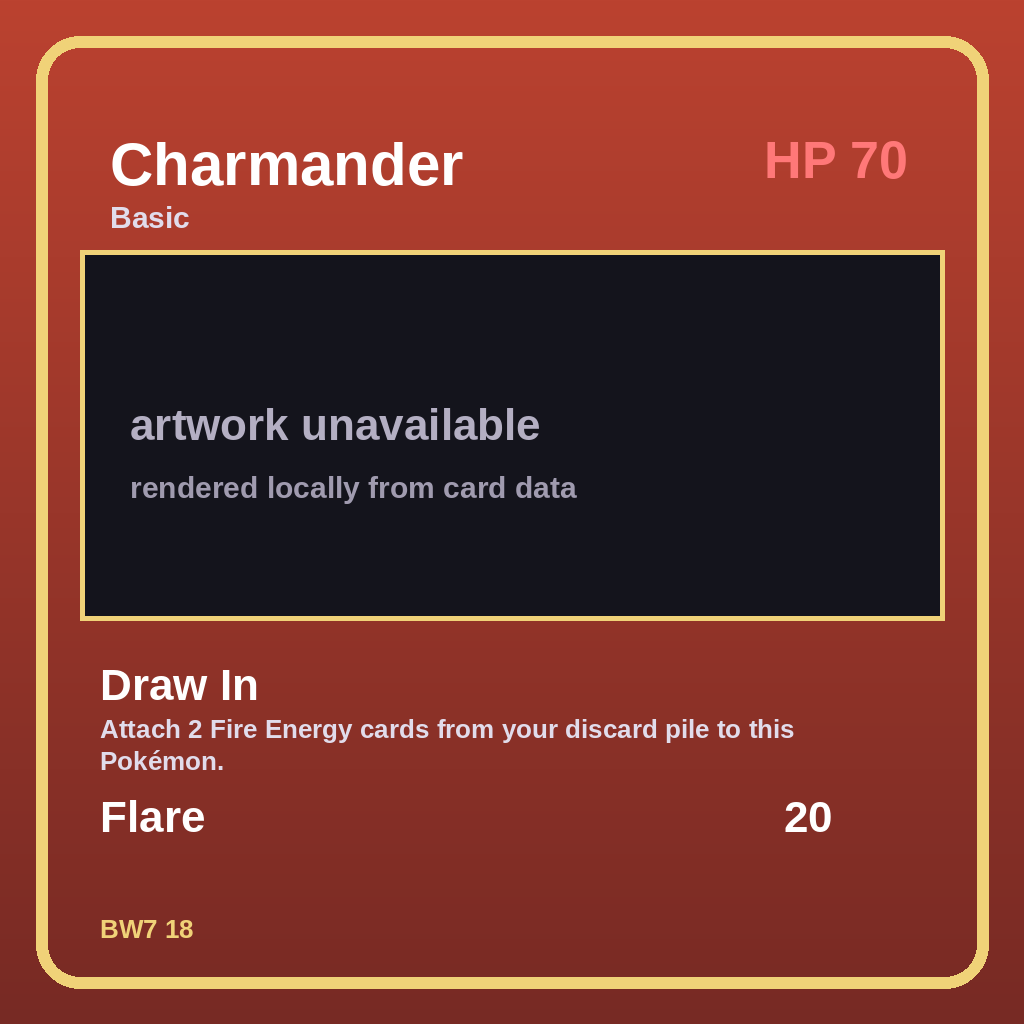 Charmander
HP 70
Basic
artwork unavailable
rendered locally from card data
Draw In
Attach 2 Fire Energy cards from your discard pile to this
Pokémon.
Flare 20
BW7 18